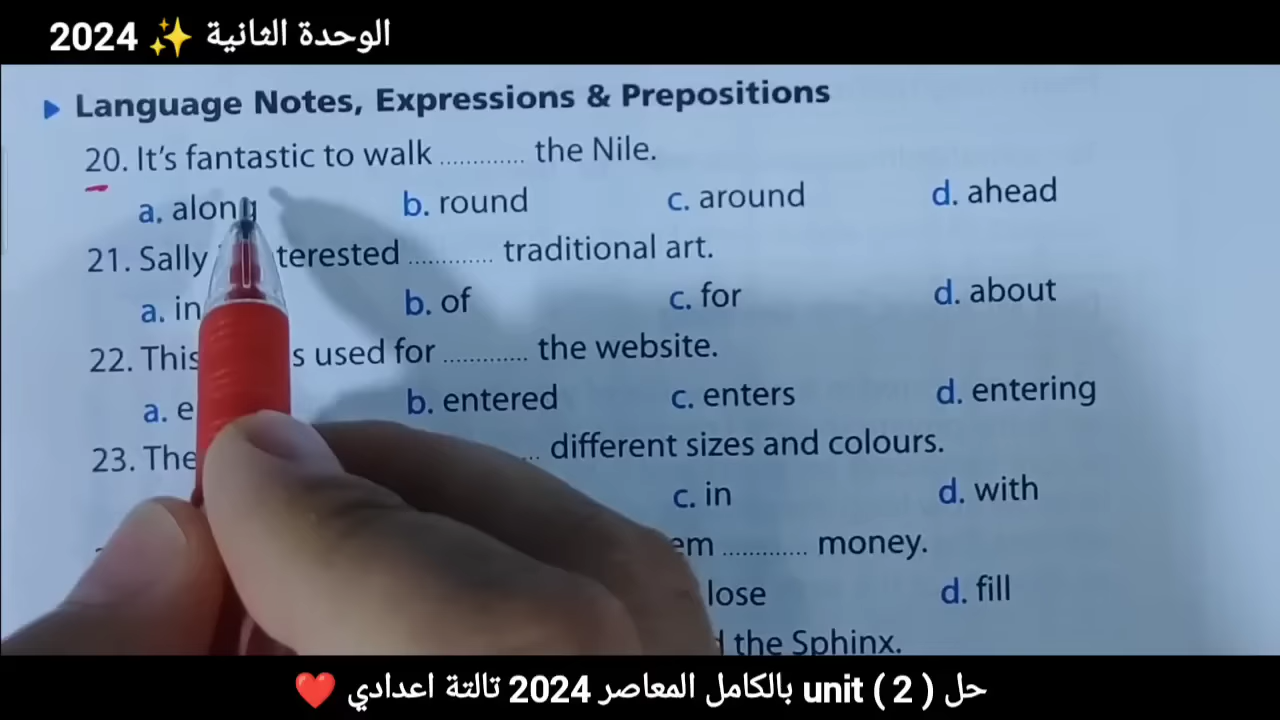 الوحدة الثانية ✨ 2024
Language Notes, Expressions & Prepositions
20. It's fantastic to walk ............ the Nile.
a. along b. round c. around d. ahead
21. Sally terested ............ traditional art.
a. in b. of c. for d. about
22. This s used for ............ the website.
a. e b. entered c. enters d. entering
23. The ... different sizes and colours.
c. in d. with
em ............ money.
lose d. fill
the Sphinx.
حل ( 2 ) unit بالكامل المعاصر 2024 تالتة اعدادي ❤️